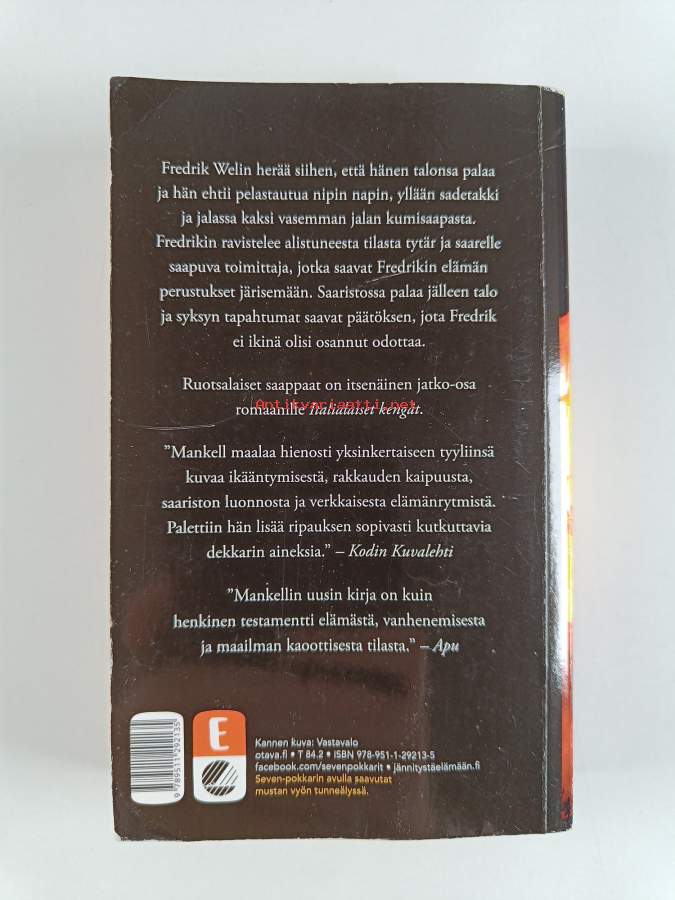 Fredrik Welin herää siihen, että hänen talonsa palaa
ja hän ehtii pelastautua nipin napin, yllään sadetakki
ja jalassa kaksi vasemman jalan kumisaapasta.
Fredrikin ravistelee alistuneesta tilasta tytär ja saarelle
saapuva toimittaja, jotka saavat Fredrikin elämän
perustukset järisemään. Saaristossa palaa jälleen talo
ja syksyn tapahtumat saavat päätöksen, jota Fredrik
ei ikinä olisi osannut odottaa.
Ruotsalaiset saappaat on itsenäinen jatko-osa
Antikvariaatti.net
romaanille Italialaiset kengät.
”Mankell maalaa hienosti yksinkertaiseen tyyliinsä
kuvaa ikääntymisestä, rakkauden kaipuusta,
saariston luonnosta ja verkkaisesta elämänrytmistä.
Palettiin hän lisää ripauksen sopivasti kutkuttavia
dekkarin aineksia.” – Kodin Kuvalehti
”Mankellin uusin kirja on kuin
henkinen testamentti elämästä, vanhenemisesta
ja maailman kaoottisesta tilasta.” – Apu
9 789511 292135
E
Kannen kuva: Vastavalo
otava.fi • T 84.2 • ISBN 978-951-1-29213-5
facebook.com/sevenpokkarit • jännitystäelämään.fi
Seven-pokkarin avulla saavutat
mustan vyön tunneälyssä.